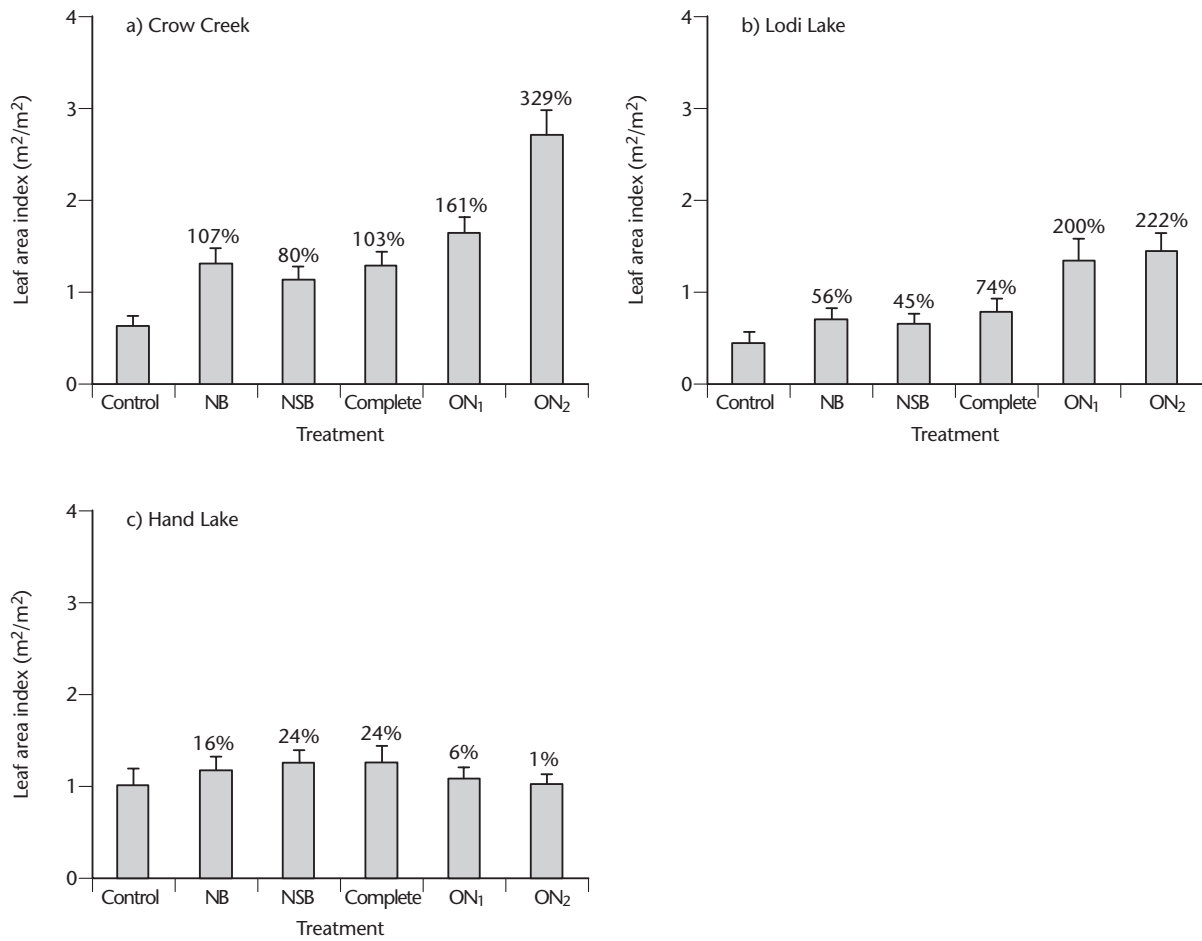 a) Crow Creek
Leaf area index (m²/m²)
4
3
2
1
0
107%
80%
103%
161%
329%
Control NB NSB Complete ON₁ ON₂
Treatment
b) Lodi Lake
Leaf area index (m²/m²)
4
3
2
1
0
56%
45%
74%
200%
222%
Control NB NSB Complete ON₁ ON₂
Treatment
c) Hand Lake
Leaf area index (m²/m²)
4
3
2
1
0
16%
24%
24%
6%
1%
Control NB NSB Complete ON₁ ON₂
Treatment